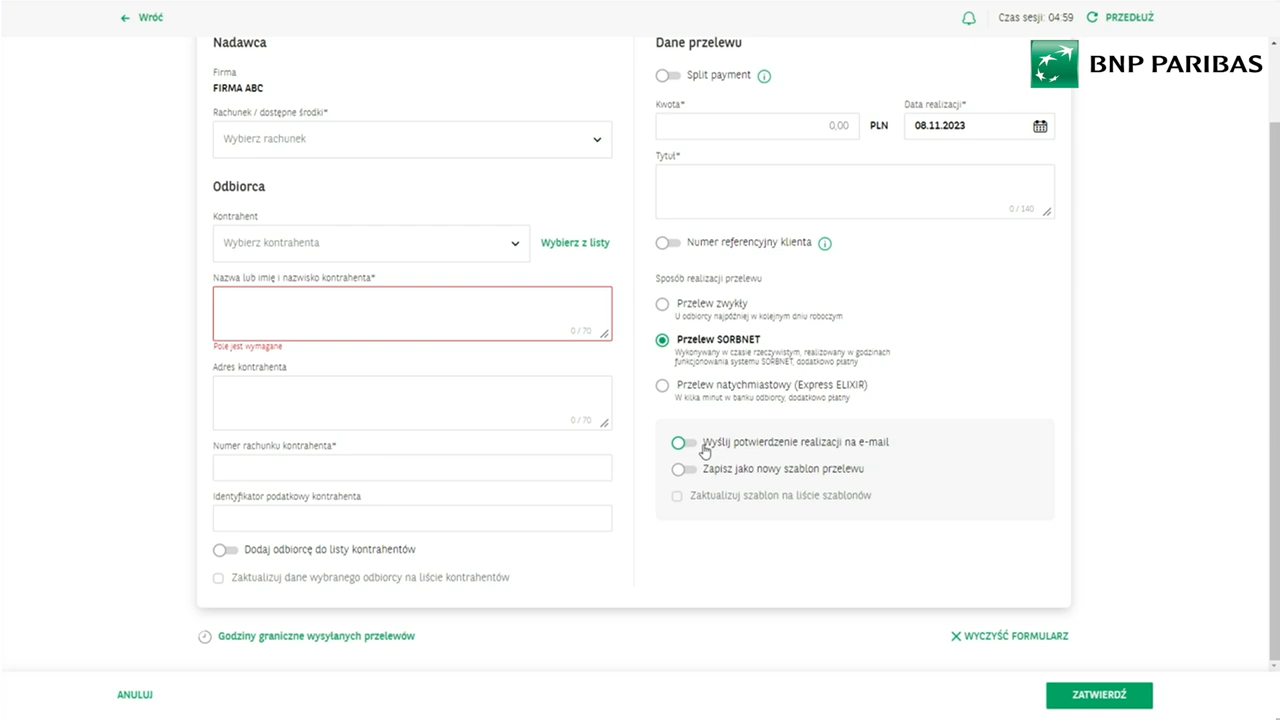 Wróć
Czas sesji: 04:59
PRZEDŁUŻ
BNP PARIBAS
Nadawca
Firma
FIRMA ABC
Rachunek / dostępne środki*
Wybierz rachunek
Odbiorca
Kontrahent
Wybierz kontrahenta
Wybierz z listy
Nazwa lub imię i nazwisko kontrahenta*
0 / 70
Pole jest wymagane
Adres kontrahenta
0 / 70
Numer rachunku kontrahenta*
Identyfikator podatkowy kontrahenta
Dodaj odbiorcę do listy kontrahentów
Zaktualizuj dane wybranego odbiorcy na liście kontrahentów
Dane przelewu
Split payment
Kwota*
0,00
PLN
Data realizacji*
08.11.2023
Tytuł*
0 / 140
Numer referencyjny klienta
Sposób realizacji przelewu
Przelew zwykły
U odbiorcy najpóźniej w kolejnym dniu roboczym
Przelew SORBNET
Wykonywany w czasie rzeczywistym, realizowany w godzinach
funkcjonowania systemu SORBNET, dodatkowo płatny
Przelew natychmiastowy (Express ELIXIR)
W kilka minut w banku odbiorcy, dodatkowo płatny
Wyślij potwierdzenie realizacji na e-mail
Zapisz jako nowy szablon przelewu
Zaktualizuj szablon na liście szablonów
Godziny graniczne wysyłanych przelewów
WYCZYŚĆ FORMULARZ
ANULUJ
ZATWIERDŹ